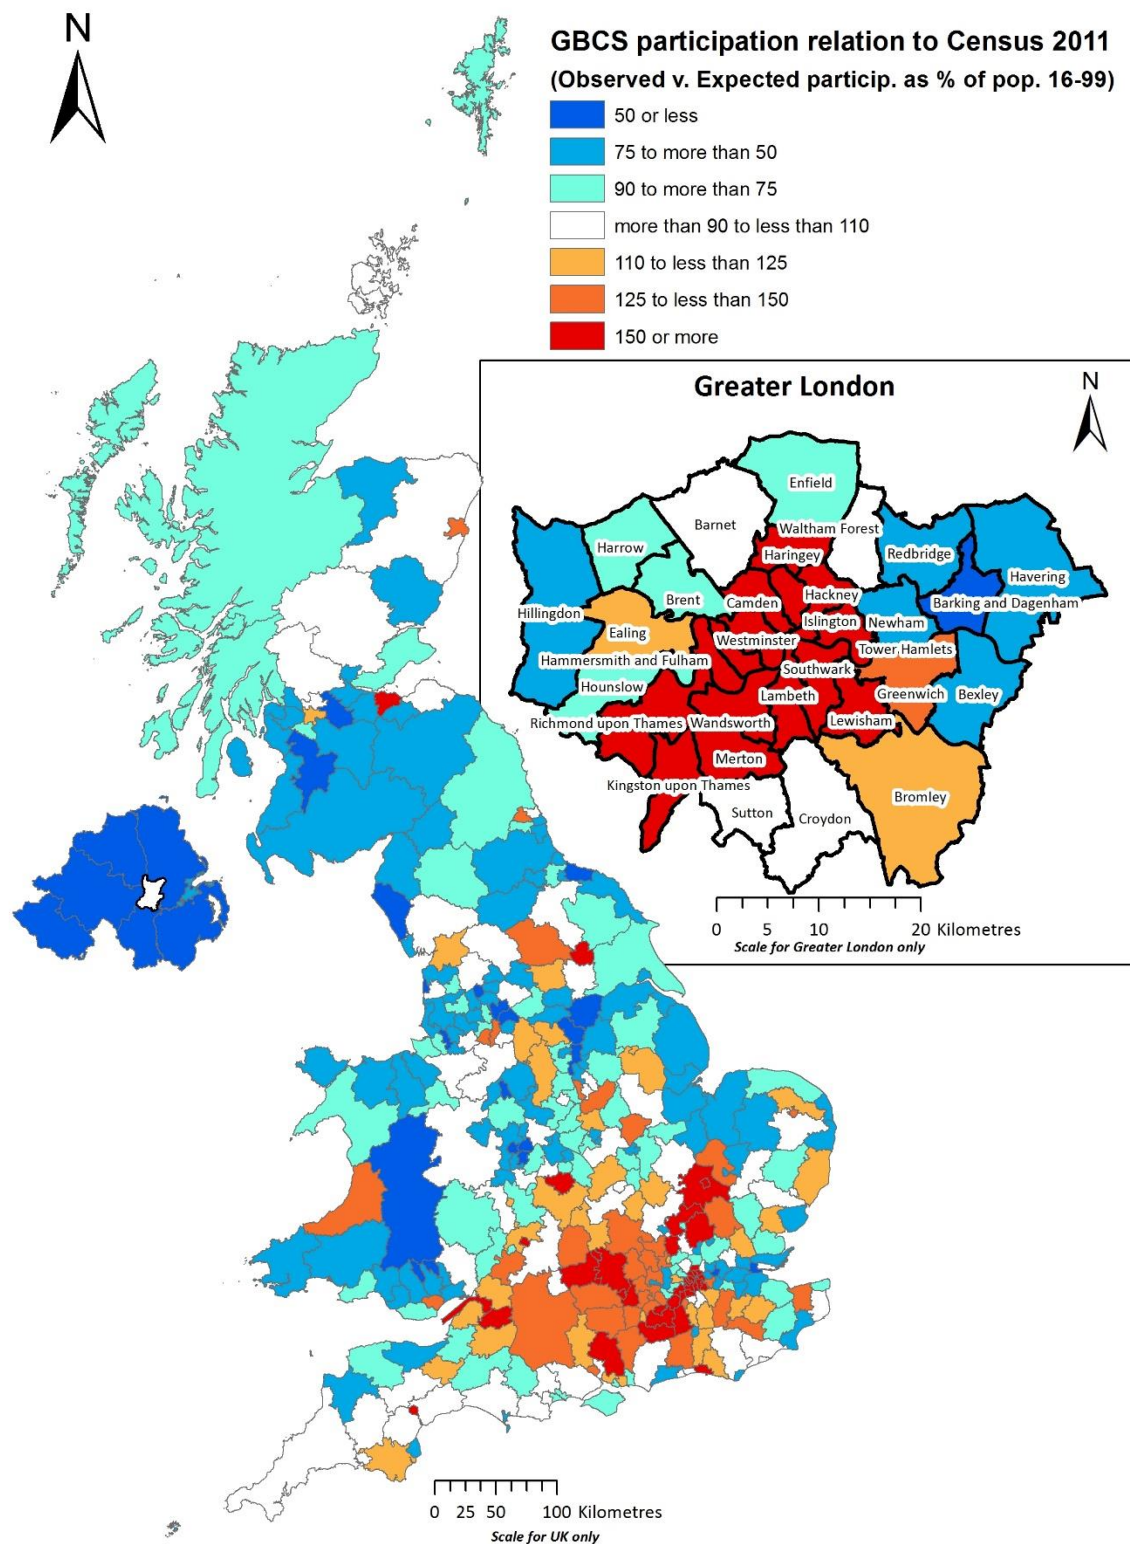 N
GBCS participation relation to Census 2011
(Observed v. Expected particip. as % of pop. 16-99)
50 or less
75 to more than 50
90 to more than 75
more than 90 to less than 110
110 to less than 125
125 to less than 150
150 or more
Greater London
N
Enfield
Barnet
Waltham Forest
Harrow
Haringey
Redbridge
Havering
Brent
Camden
Hackney
Barking and Dagenham
Hillingdon
Islington
Newham
Ealing
Westminster
Tower Hamlets
Hammersmith and Fulham
Southwark
Hounslow
Lambeth
Greenwich
Bexley
Richmond upon Thames
Wandsworth
Lewisham
Merton
Kingston upon Thames
Bromley
Sutton
Croydon
0 5 10 20 Kilometres
Scale for Greater London only
0 25 50 100 Kilometres
Scale for UK only